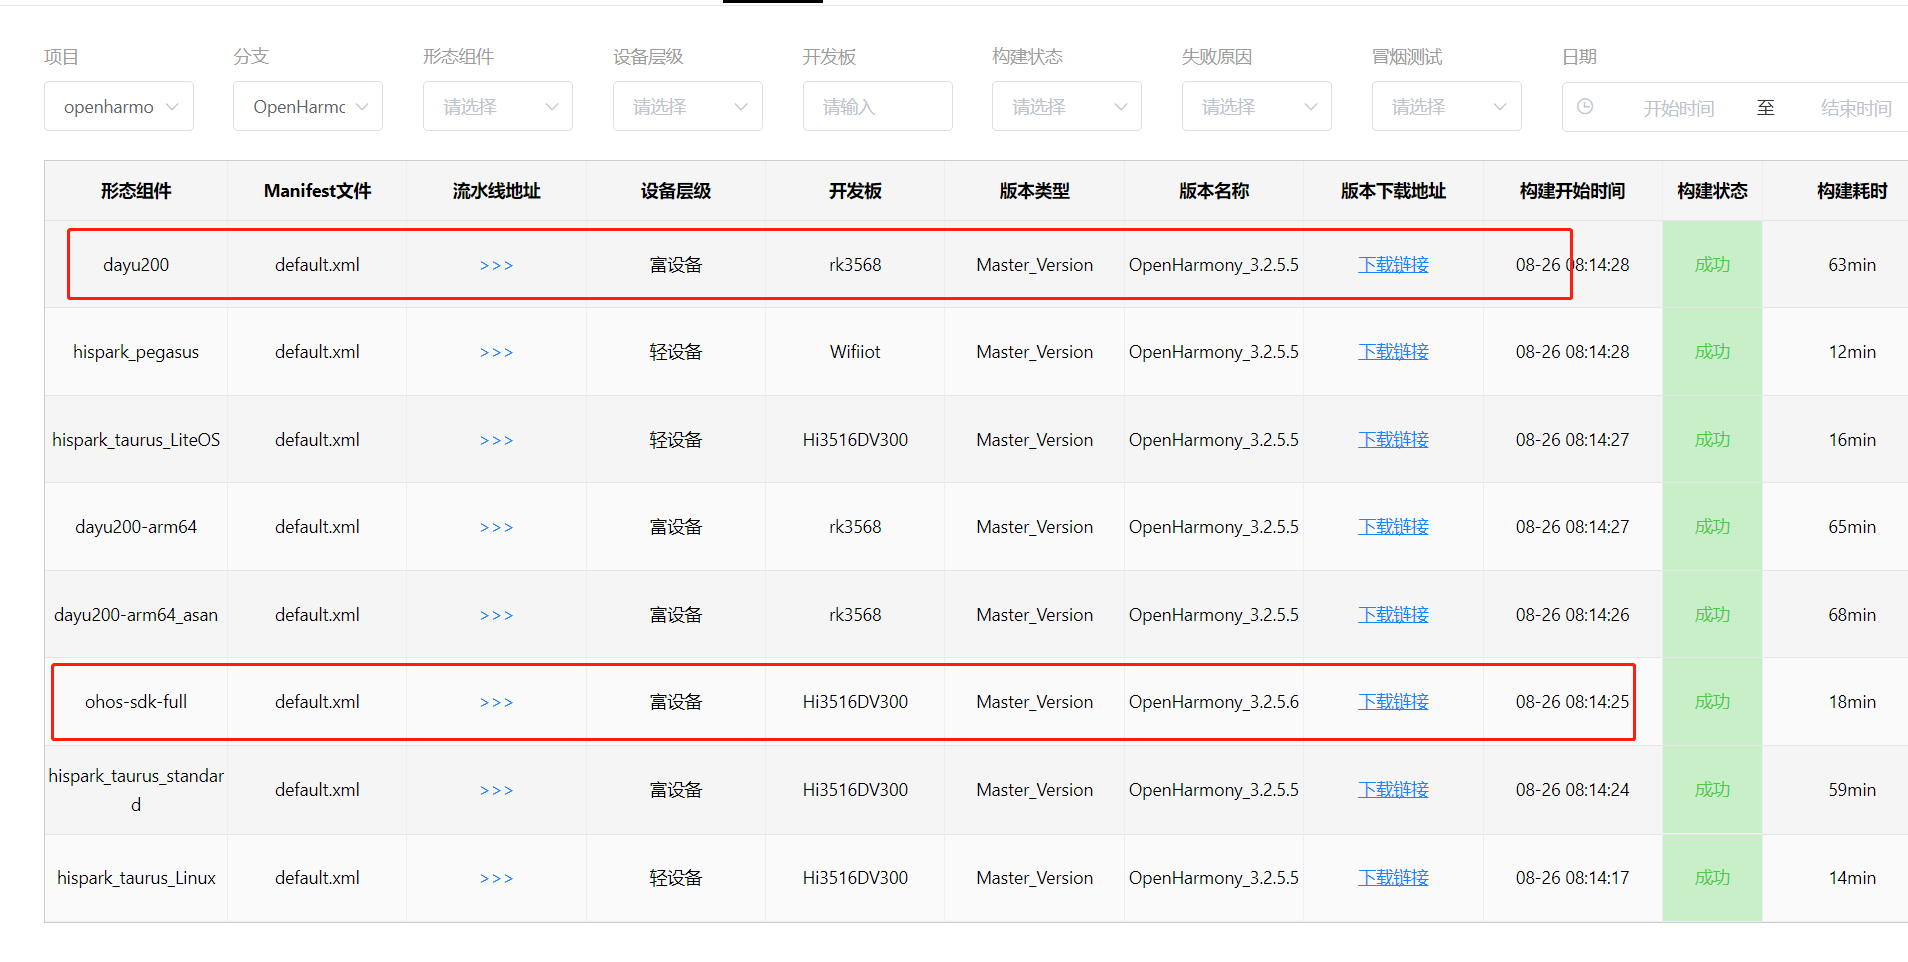 项目 分支 形态组件 设备层级 开发板 构建状态 失败原因 冒烟测试 日期
openharmo OpenHarmc 请选择 请选择 请输入 请选择 请选择 请选择 开始时间 至 结束时间
形态组件 Manifest文件 流水线地址 设备层级 开发板 版本类型 版本名称 版本下载地址 构建开始时间 构建状态 构建耗时
dayu200 default.xml >>> 富设备 rk3568 Master_Version OpenHarmony_3.2.5.5 下载链接 08-26 08:14:28 成功 63min
hispark_pegasus default.xml >>> 轻设备 Wifiiot Master_Version OpenHarmony_3.2.5.5 下载链接 08-26 08:14:28 成功 12min
hispark_taurus_LiteOS default.xml >>> 轻设备 Hi3516DV300 Master_Version OpenHarmony_3.2.5.5 下载链接 08-26 08:14:27 成功 16min
dayu200-arm64 default.xml >>> 富设备 rk3568 Master_Version OpenHarmony_3.2.5.5 下载链接 08-26 08:14:27 成功 65min
dayu200-arm64_asan default.xml >>> 富设备 rk3568 Master_Version OpenHarmony_3.2.5.5 下载链接 08-26 08:14:26 成功 68min
ohos-sdk-full default.xml >>> 富设备 Hi3516DV300 Master_Version OpenHarmony_3.2.5.6 下载链接 08-26 08:14:25 成功 18min
hispark_taurus_standar
d default.xml >>> 富设备 Hi3516DV300 Master_Version OpenHarmony_3.2.5.5 下载链接 08-26 08:14:24 成功 59min
hispark_taurus_Linux default.xml >>> 轻设备 Hi3516DV300 Master_Version OpenHarmony_3.2.5.5 下载链接 08-26 08:14:17 成功 14min